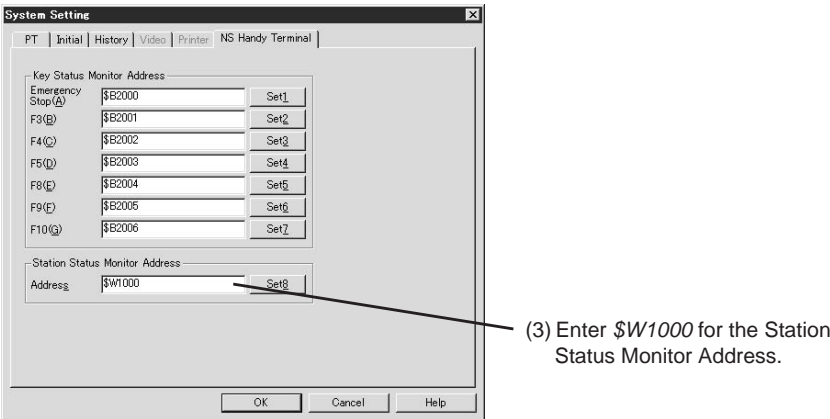 System Setting
PT Initial History Video Printer NS Handy Terminal
Key Status Monitor Address
Emergency
Stop(A) $B2000 Set1
F3(B) $B2001 Set2
F4(C) $B2002 Set3
F5(D) $B2003 Set4
F8(E) $B2004 Set5
F9(F) $B2005 Set6
F10(G) $B2006 Set7
Station Status Monitor Address
Address $W1000 Set8
(3) Enter $W1000 for the Station
Status Monitor Address.
OK Cancel Help